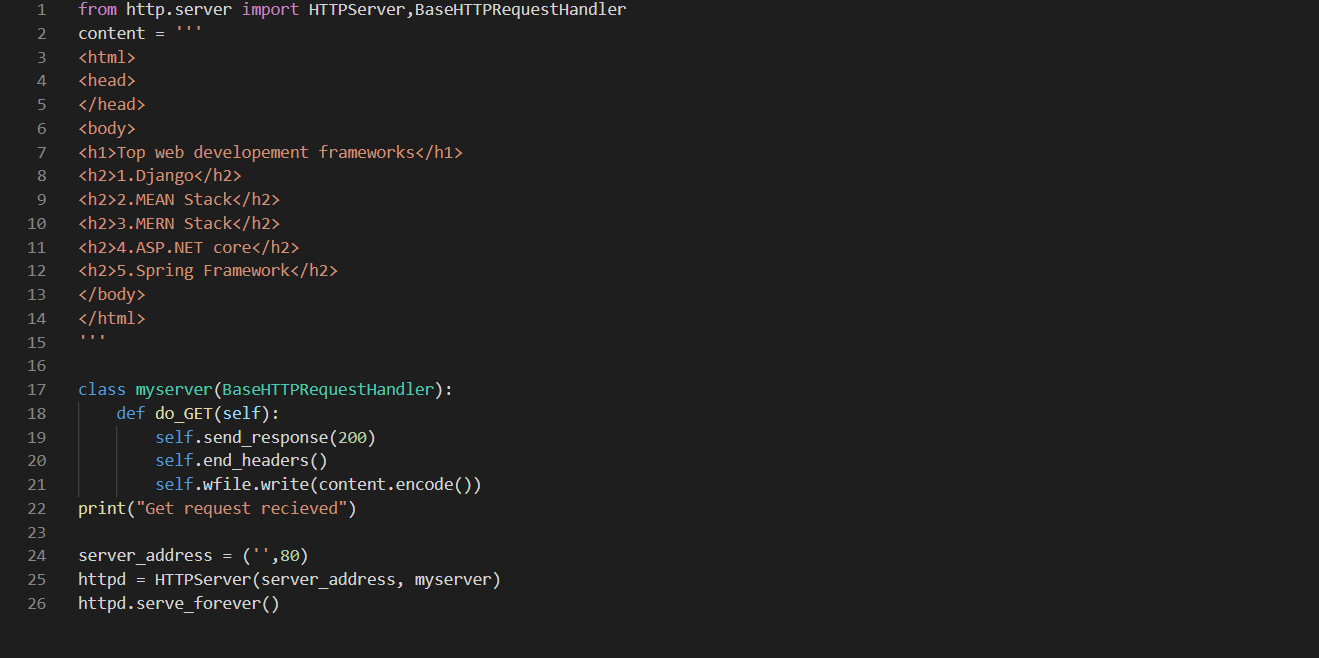 1 from http.server import HTTPServer,BaseHTTPRequestHandler
2 content = '''
3 <html>
4 <head>
5 </head>
6 <body>
7 <h1>Top web developement frameworks</h1>
8 <h2>1.Django</h2>
9 <h2>2.MEAN Stack</h2>
10 <h2>3.MERN Stack</h2>
11 <h2>4.ASP.NET core</h2>
12 <h2>5.Spring Framework</h2>
13 </body>
14 </html>
15 '''
16
17 class myserver(BaseHTTPRequestHandler):
18     def do_GET(self):
19         self.send_response(200)
20         self.end_headers()
21         self.wfile.write(content.encode())
22 print("Get request recieved")
23
24 server_address = ('',80)
25 httpd = HTTPServer(server_address, myserver)
26 httpd.serve_forever()